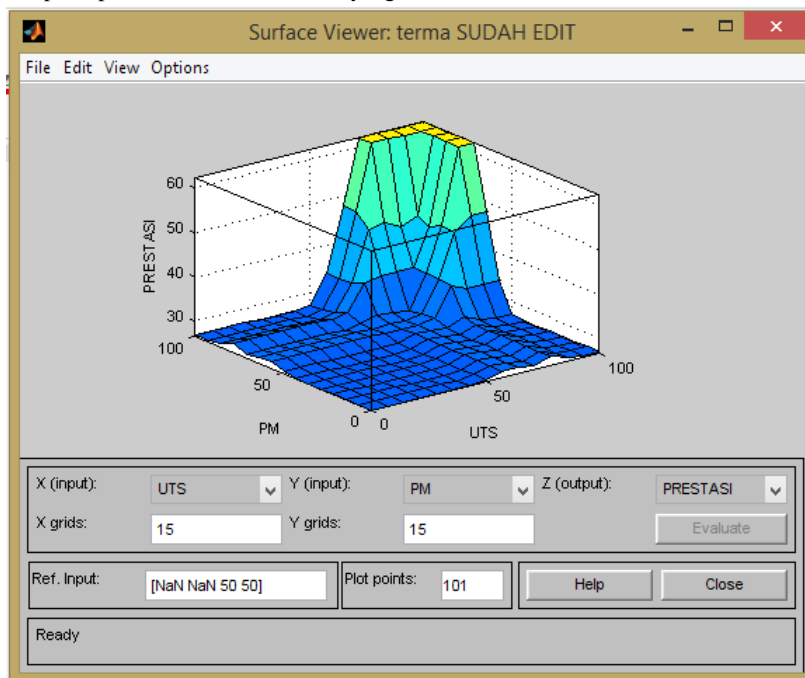 Surface Viewer: terma SUDAH EDIT
File Edit View Options
60
50
40
30
PRESTASI
100
50
0
PM
0
50
100
UTS
X (input): UTS Y (input): PM Z (output): PRESTASI
X grids: 15 Y grids: 15 Evaluate
Ref. Input: [NaN NaN 50 50] Plot points: 101 Help Close
Ready